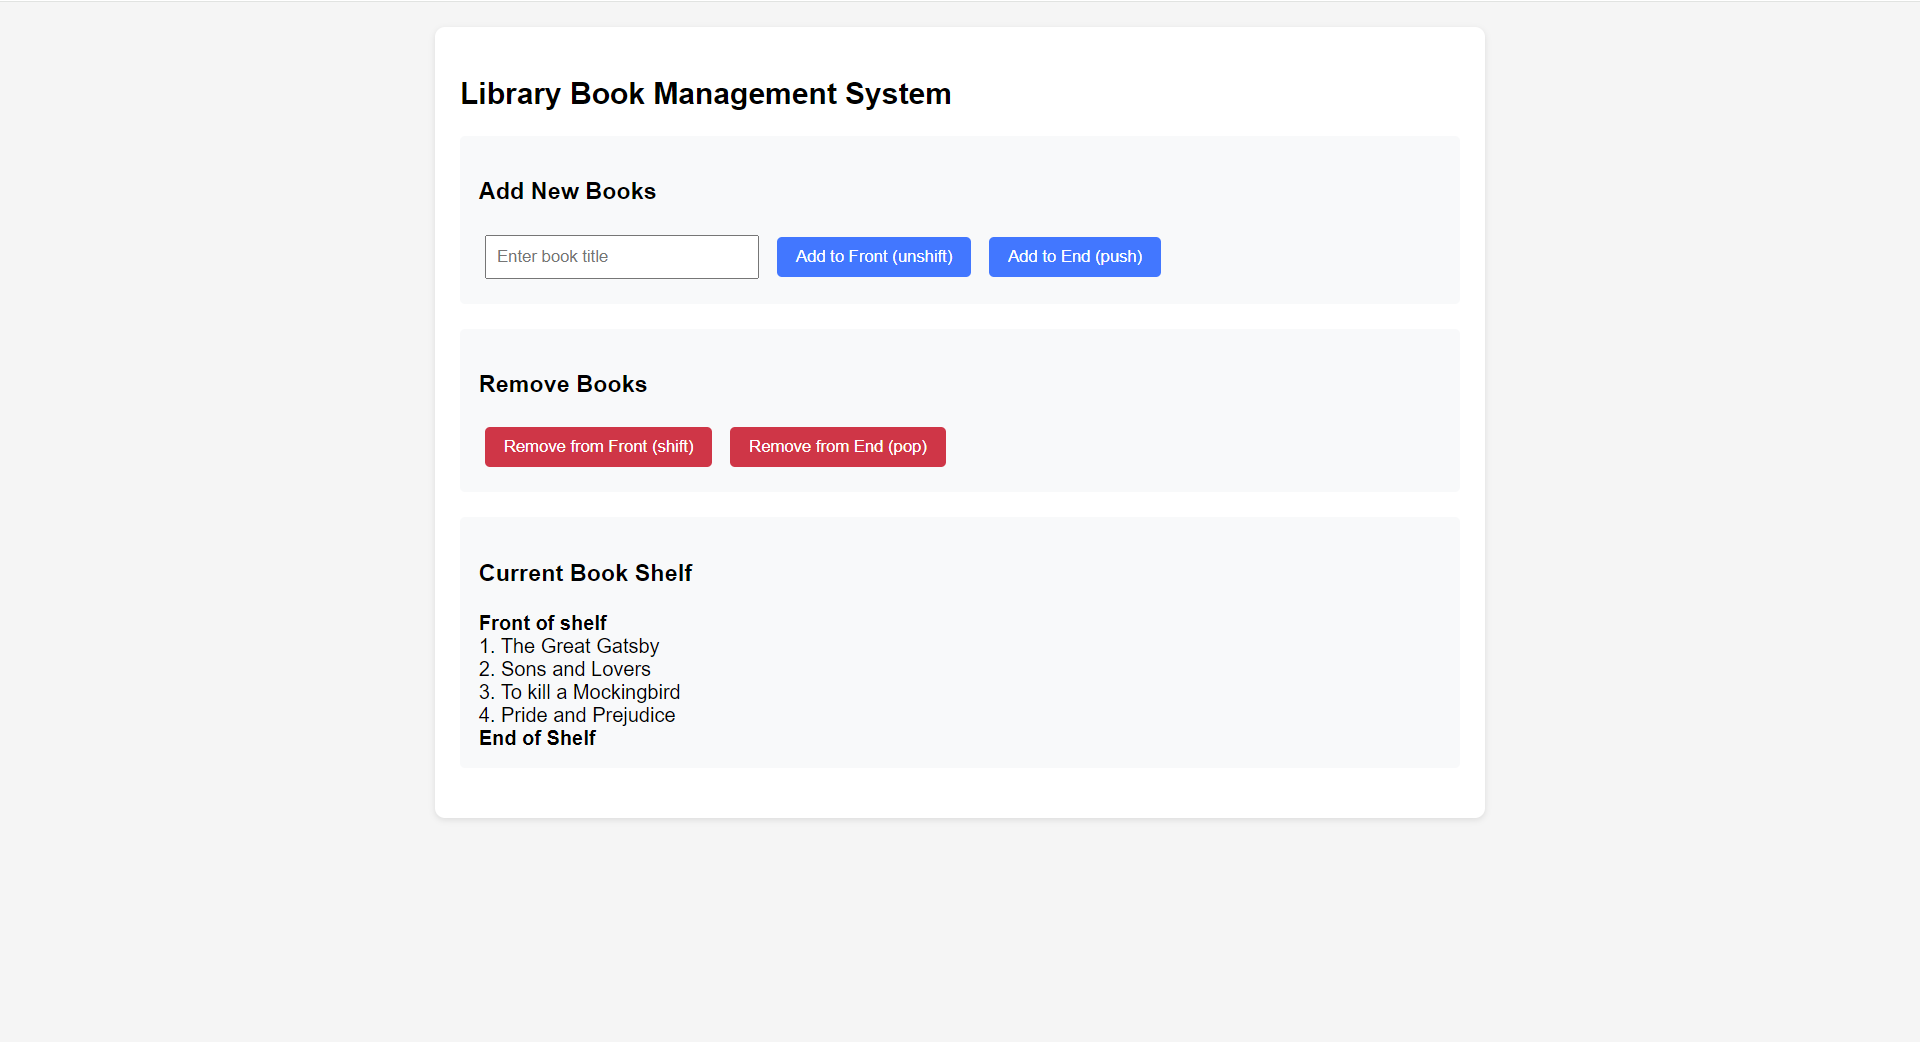 Library Book Management System
Add New Books
Enter book title
Add to Front (unshift)
Add to End (push)
Remove Books
Remove from Front (shift)
Remove from End (pop)
Current Book Shelf
Front of shelf
1. The Great Gatsby
2. Sons and Lovers
3. To kill a Mockingbird
4. Pride and Prejudice
End of Shelf